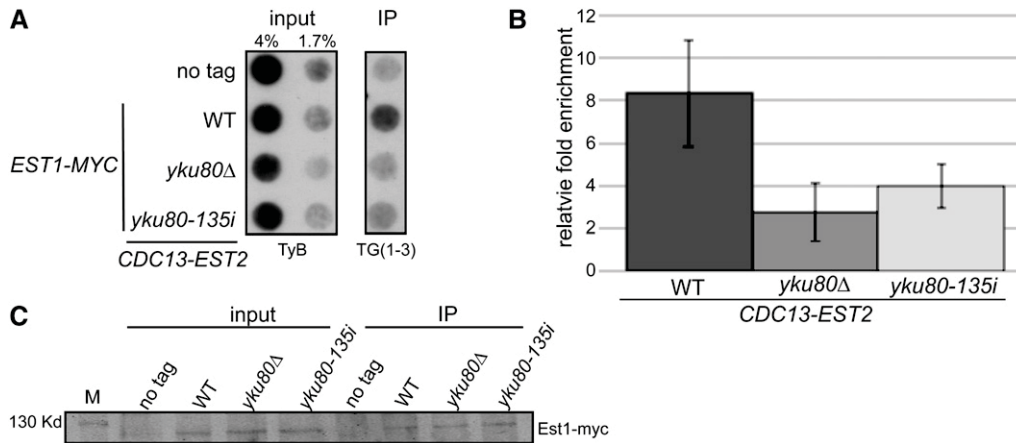 A
input
IP
4% 1.7%
no tag
WT
EST1-MYC
yku80Δ
yku80-135i
CDC13-EST2
TyB
TG(1-3)
B
relatvie fold enrichment
12
10
8
6
4
2
0
WT
yku80Δ
yku80-135i
CDC13-EST2
C
input
IP
M
no tag
WT
yku80Δ
yku80-135i
no tag
WT
yku80Δ
yku80-135i
130 Kd
Est1-myc